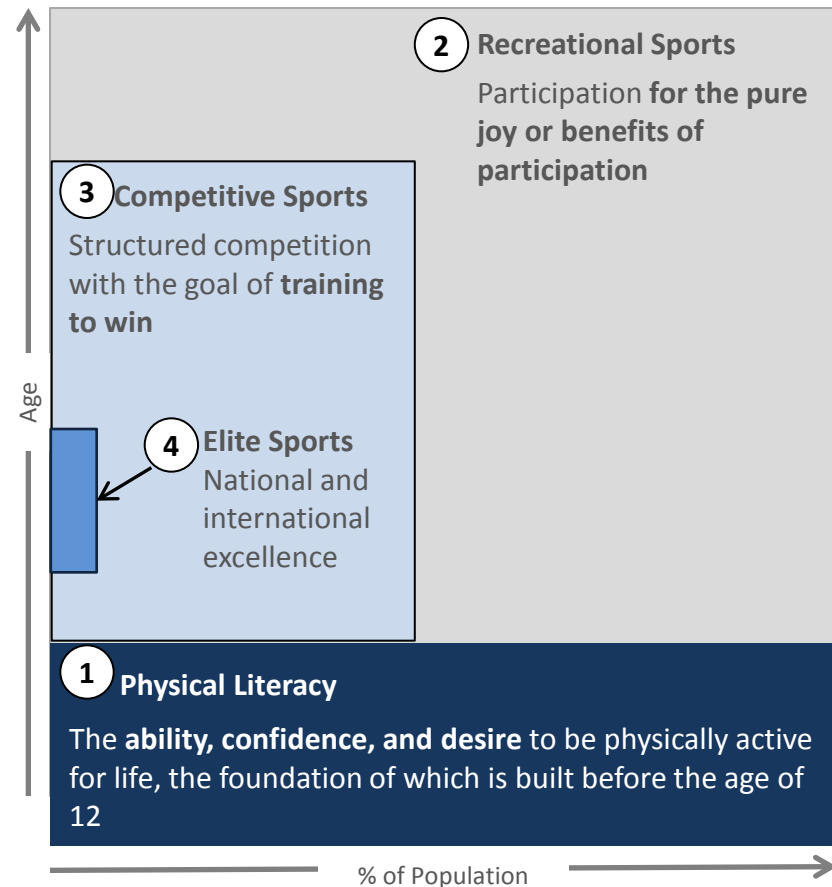 2 Recreational Sports
Participation for the pure
joy or benefits of
participation
3 Competitive Sports
Structured competition
with the goal of training
to win
Age
4 Elite Sports
National and
international
excellence
1 Physical Literacy
The ability, confidence, and desire to be physically active
for life, the foundation of which is built before the age of
12
% of Population